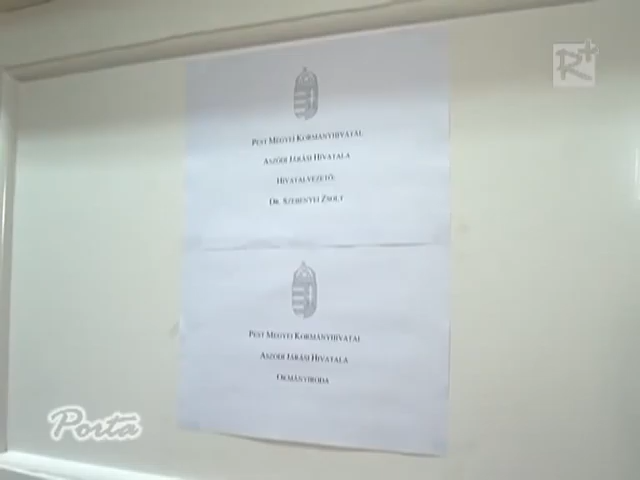 R+
PEST MEGYEI KORMÁNYHIVATAL
ASZÓDI JÁRÁSI HIVATALA
HIVATALVEZETŐ:
DR. SZEBENYEI ZSOLT
PEST MEGYEI KORMÁNYHIVATAL
ASZÓDI JÁRÁSI HIVATALA
OKMÁNYIRODA
Porta